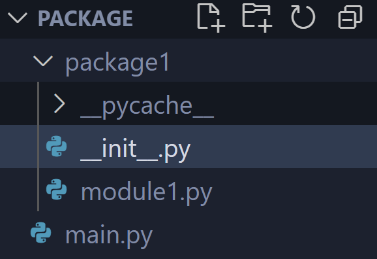 PACKAGE
package1
__pycache__
__init__.py
module1.py
main.py